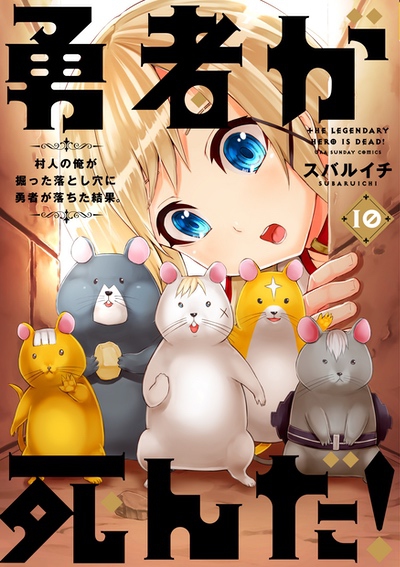 勇者が
THE LEGENDARY
HERO IS DEAD!
URA SUNDAY COMICS
スバルイチ
SUBARUICHI
村人の俺が
掘った落とし穴に
勇者が落ちた結果。
10
死んだ!